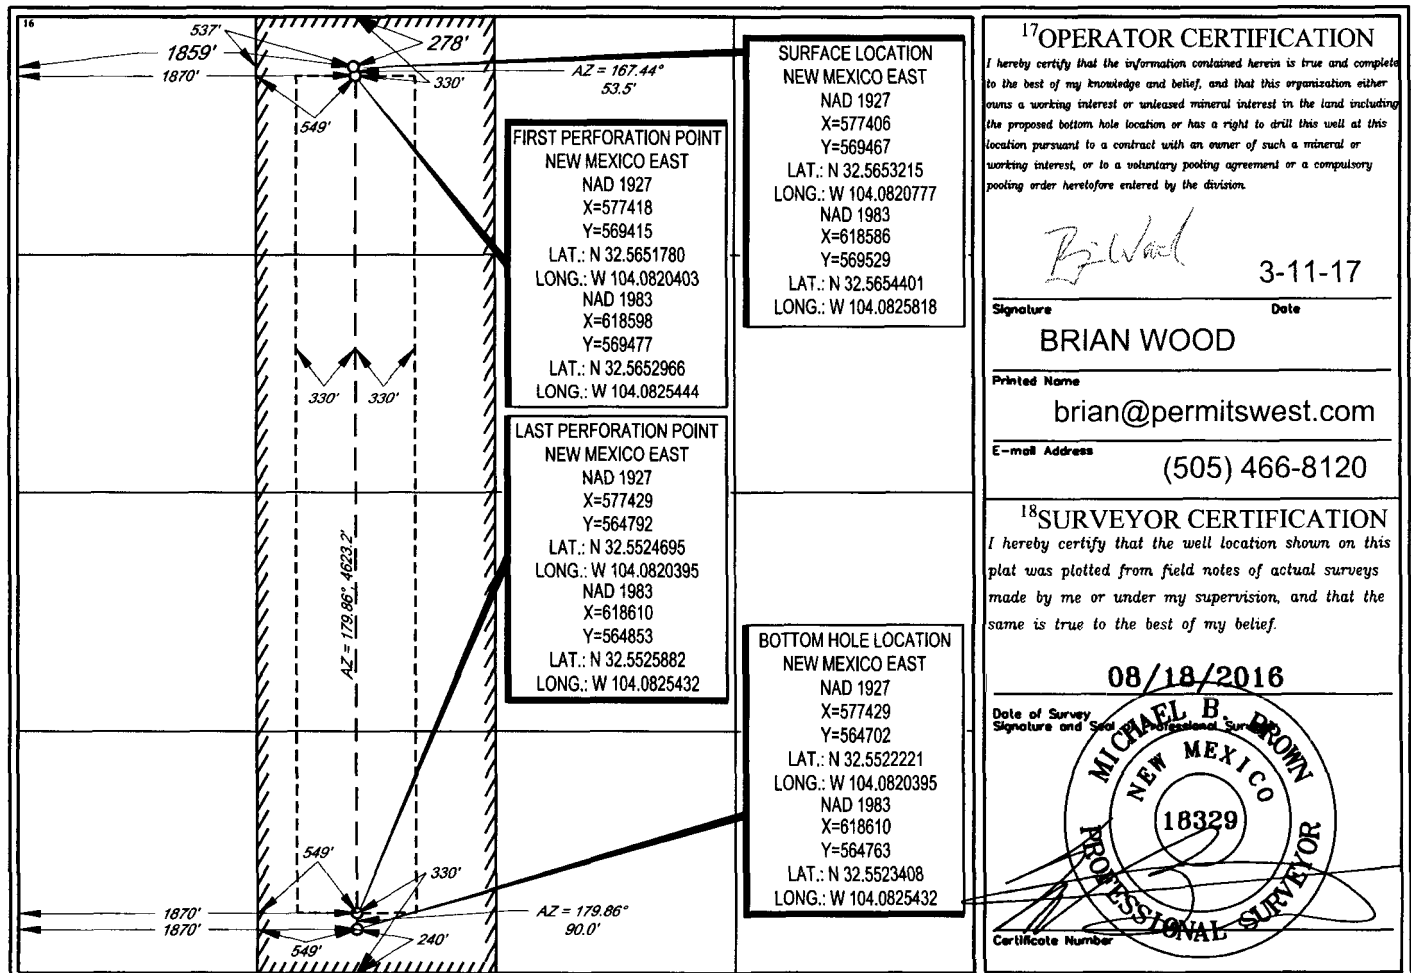 16
537'
1859'
1870'
278'
330'
549'
AZ = 167.44°
53.5'
SURFACE LOCATION
NEW MEXICO EAST
NAD 1927
X=577406
Y=569467
LAT.: N 32.5653215
LONG.: W 104.0820777
NAD 1983
X=618586
Y=569529
LAT.: N 32.5654401
LONG.: W 104.0825818
FIRST PERFORATION POINT
NEW MEXICO EAST
NAD 1927
X=577418
Y=569415
LAT.: N 32.5651780
LONG.: W 104.0820403
NAD 1983
X=618598
Y=569477
LAT.: N 32.5652966
LONG.: W 104.0825444
330'
330'
LAST PERFORATION POINT
NEW MEXICO EAST
NAD 1927
X=577429
Y=564792
LAT.: N 32.5524695
LONG.: W 104.0820395
NAD 1983
X=618610
Y=564853
LAT.: N 32.5525882
LONG.: W 104.0825432
AZ = 179.86°, 4623.2'
BOTTOM HOLE LOCATION
NEW MEXICO EAST
NAD 1927
X=577429
Y=564702
LAT.: N 32.5522221
LONG.: W 104.0820395
NAD 1983
X=618610
Y=564763
LAT.: N 32.5523408
LONG.: W 104.0825432
549'
330'
1870'
1870'
549'
240'
AZ = 179.86°
90.0'
17 OPERATOR CERTIFICATION
I hereby certify that the information contained herein is true and complete
to the best of my knowledge and belief, and that this organization either
owns a working interest or unleased mineral interest in the land including
the proposed bottom hole location or has a right to drill this well at this
location pursuant to a contract with an owner of such a mineral or
working interest, or to a voluntary pooling agreement or a compulsory
pooling order heretofore entered by the division.
3-11-17
Signature Date
BRIAN WOOD
Printed Name
brian@permitswest.com
E-mail Address
(505) 466-8120
18 SURVEYOR CERTIFICATION
I hereby certify that the well location shown on this
plat was plotted from field notes of actual surveys
made by me or under my supervision, and that the
same is true to the best of my belief.
08/18/2016
Date of Survey
Signature and Seal of Professional Surveyor
MICHAEL B. BROWN
NEW MEXICO
18329
PROFESSIONAL SURVEYOR
Certificate Number